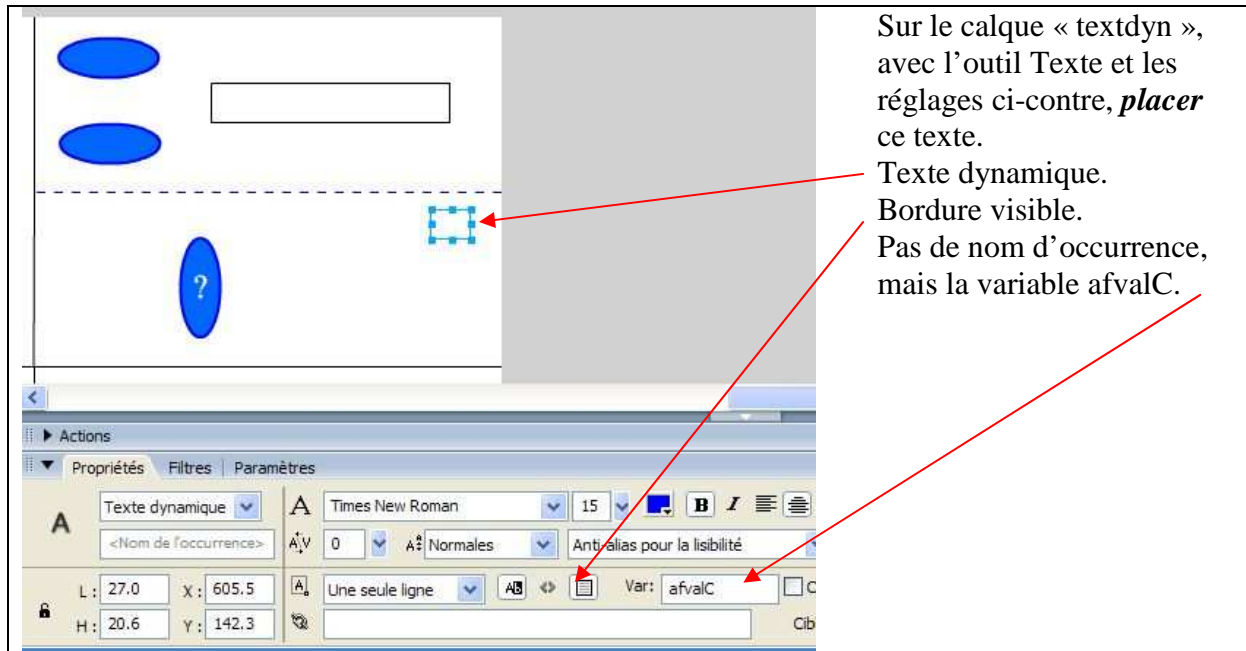 Sur le calque « textdyn »,
avec l’outil Texte et les
réglages ci-contre, placer
ce texte.
Texte dynamique.
Bordure visible.
Pas de nom d’occurrence,
mais la variable afvalC.
?
Actions
Propriétés Filtres Paramètres
A Texte dynamique A Times New Roman 15 B I
<Nom de l'occurrence> A V 0 A Normales Anti-alias pour la lisibilité
L : 27.0 X : 605.5 A Une seule ligne AB <> Var: afvalC
H : 20.6 Y : 142.3 Cib